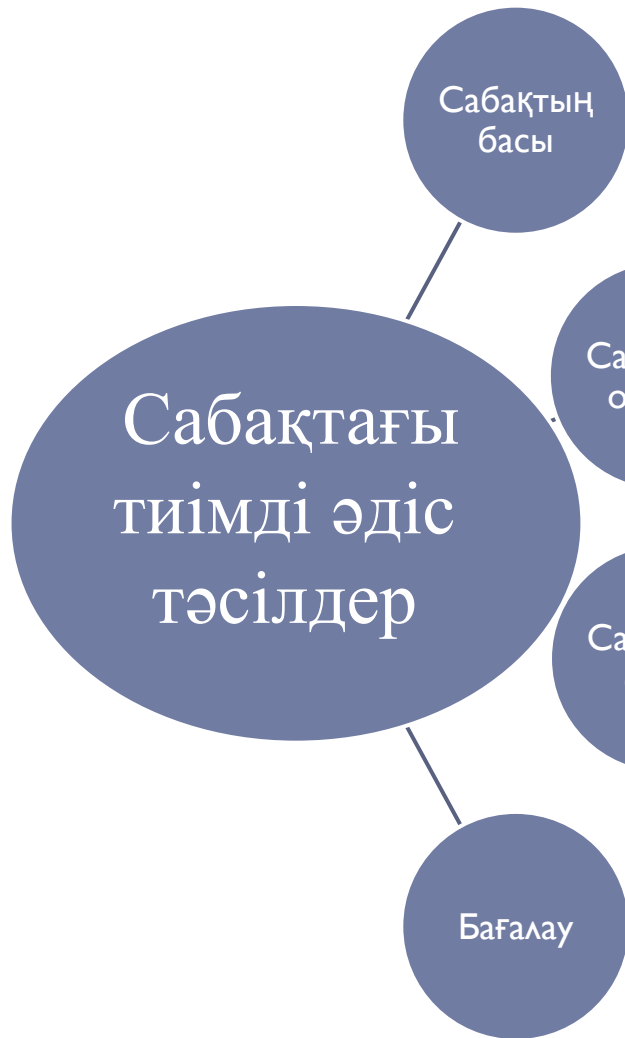 Сабақтың
басы
Сабақтағы
тиімді әдіс
тәсілдер
Бағалау